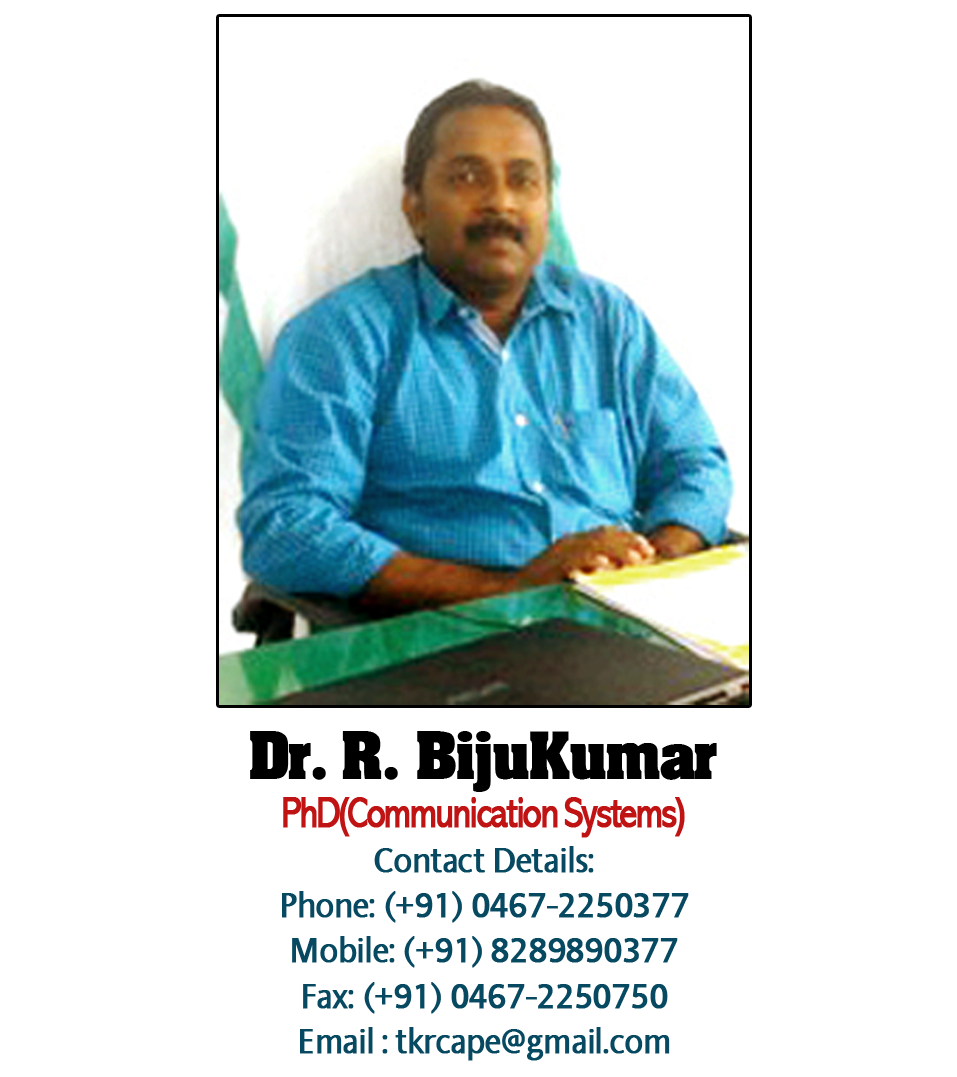 Dr. R. BijuKumar
PhD(Communication Systems)
Contact Details:
Phone: (+91) 0467-2250377
Mobile: (+91) 8289890377
Fax: (+91) 0467-2250750
Email : tkrcape@gmail.com